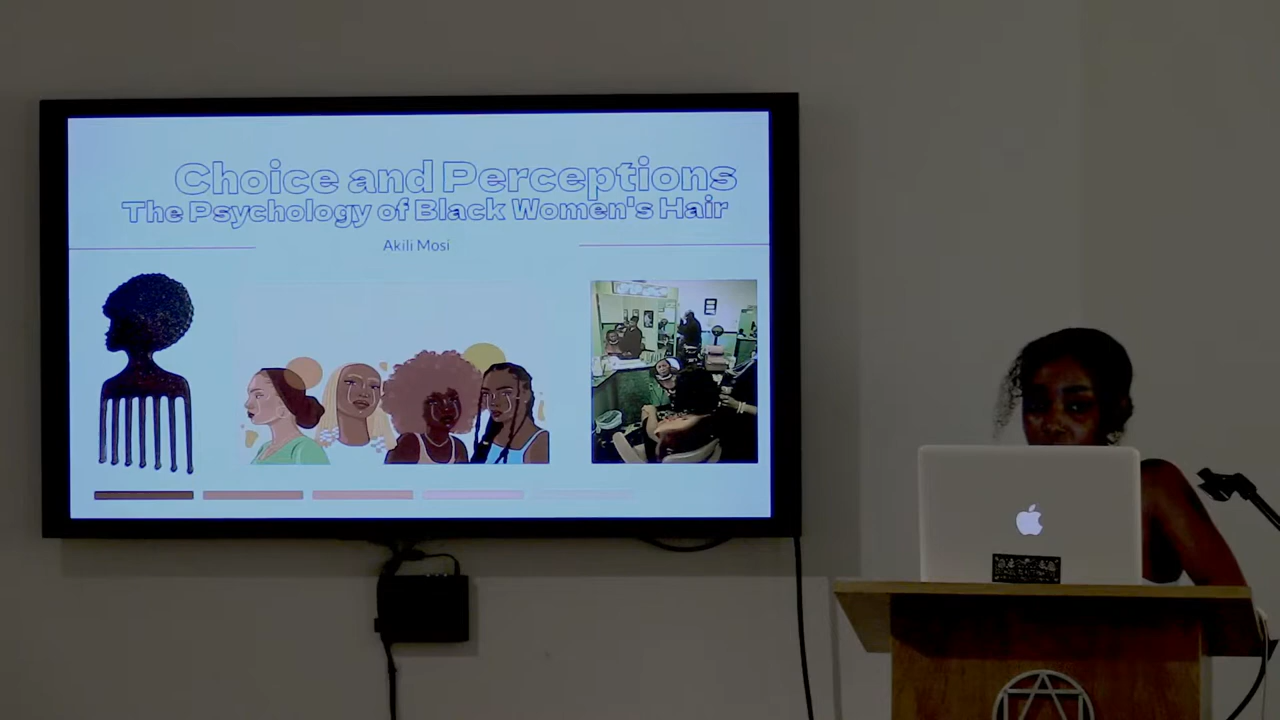 Choice and Perceptions
The Psychology of Black Women's Hair
Akili Mosi